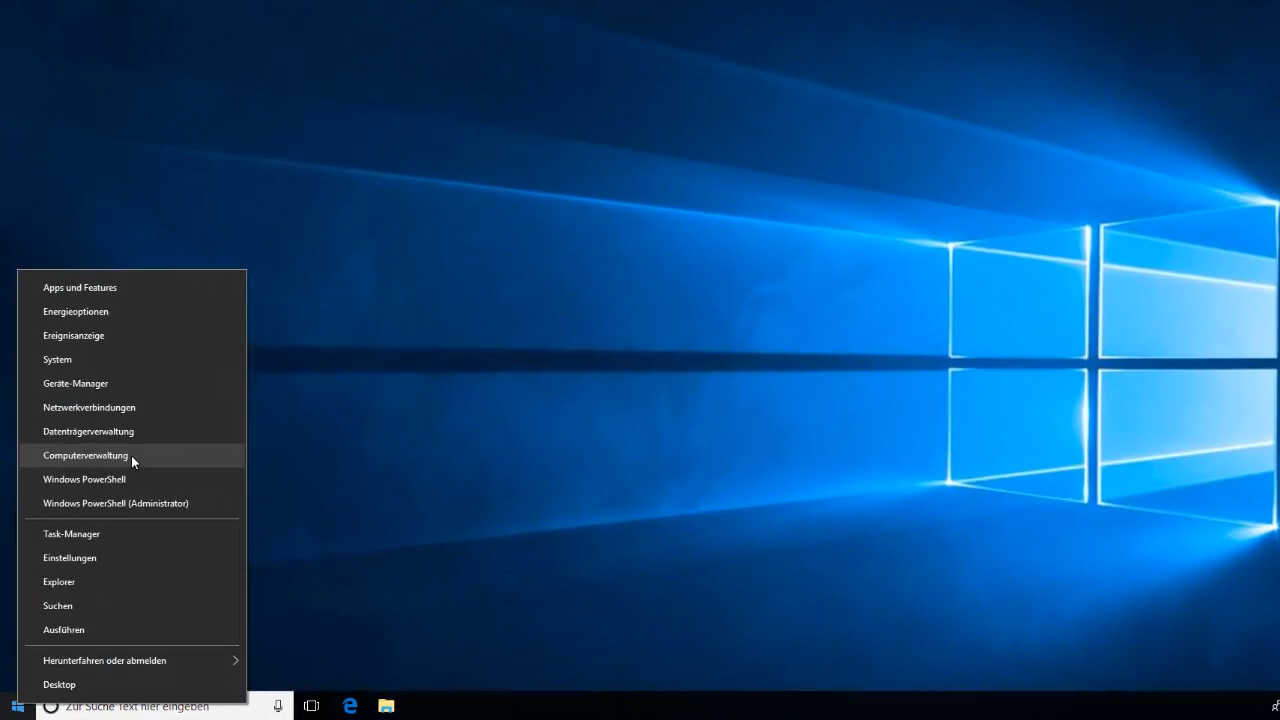 Apps und Features
Energieoptionen
Ereignisanzeige
System
Geräte-Manager
Netzwerkverbindungen
Datenträgerverwaltung
Computerverwaltung
Windows PowerShell
Windows PowerShell (Administrator)
Task-Manager
Einstellungen
Explorer
Suchen
Ausführen
Herunterfahren oder abmelden
Desktop
Zur Suche Text hier eingeben